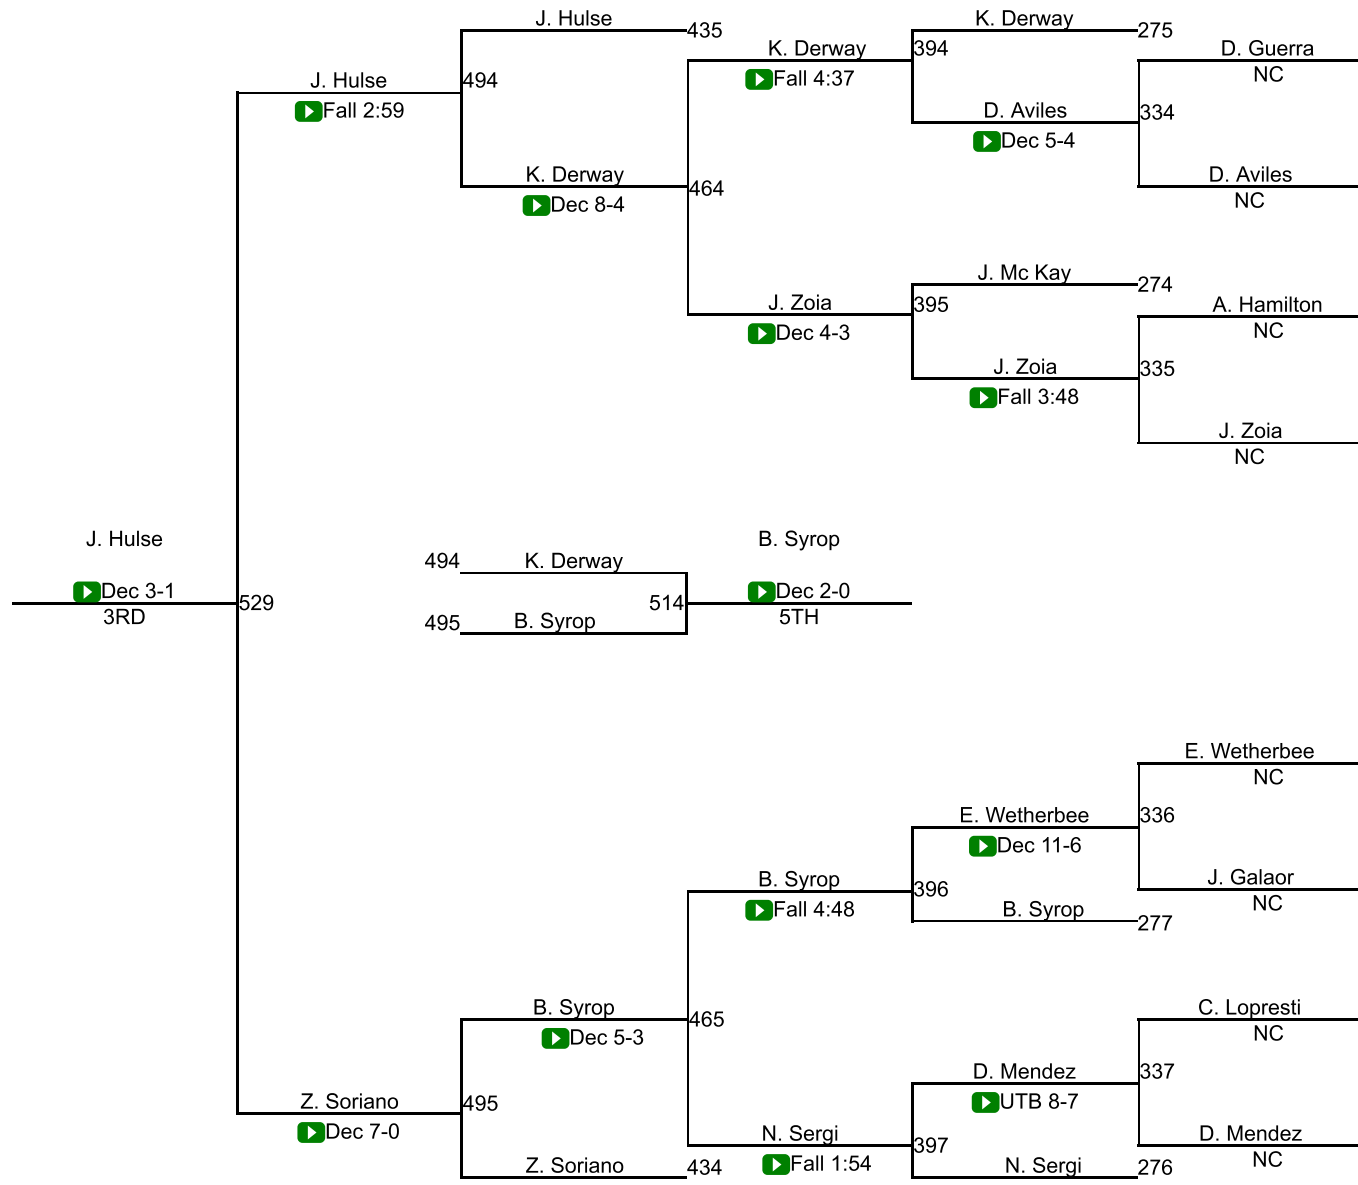 J. Hulse
435
K. Derway
275
K. Derway
394
D. Guerra
J. Hulse
494
Fall 4:37
NC
Fall 2:59
D. Aviles
334
Dec 5-4
K. Derway
464
D. Aviles
Dec 8-4
NC
J. Mc Kay
274
J. Zoia
395
A. Hamilton
Dec 4-3
NC
J. Zoia
335
Fall 3:48
J. Zoia
NC
J. Hulse
B. Syrop
494
K. Derway
Dec 3-1
529
514
Dec 2-0
3RD
495
B. Syrop
5TH
E. Wetherbee
NC
E. Wetherbee
336
Dec 11-6
B. Syrop
396
J. Galaor
Fall 4:48
B. Syrop
277
NC
B. Syrop
465
C. Lopresti
Dec 5-3
NC
D. Mendez
337
Z. Soriano
495
UTB 8-7
Dec 7-0
N. Sergi
397
D. Mendez
Z. Soriano
434
Fall 1:54
N. Sergi
276
NC